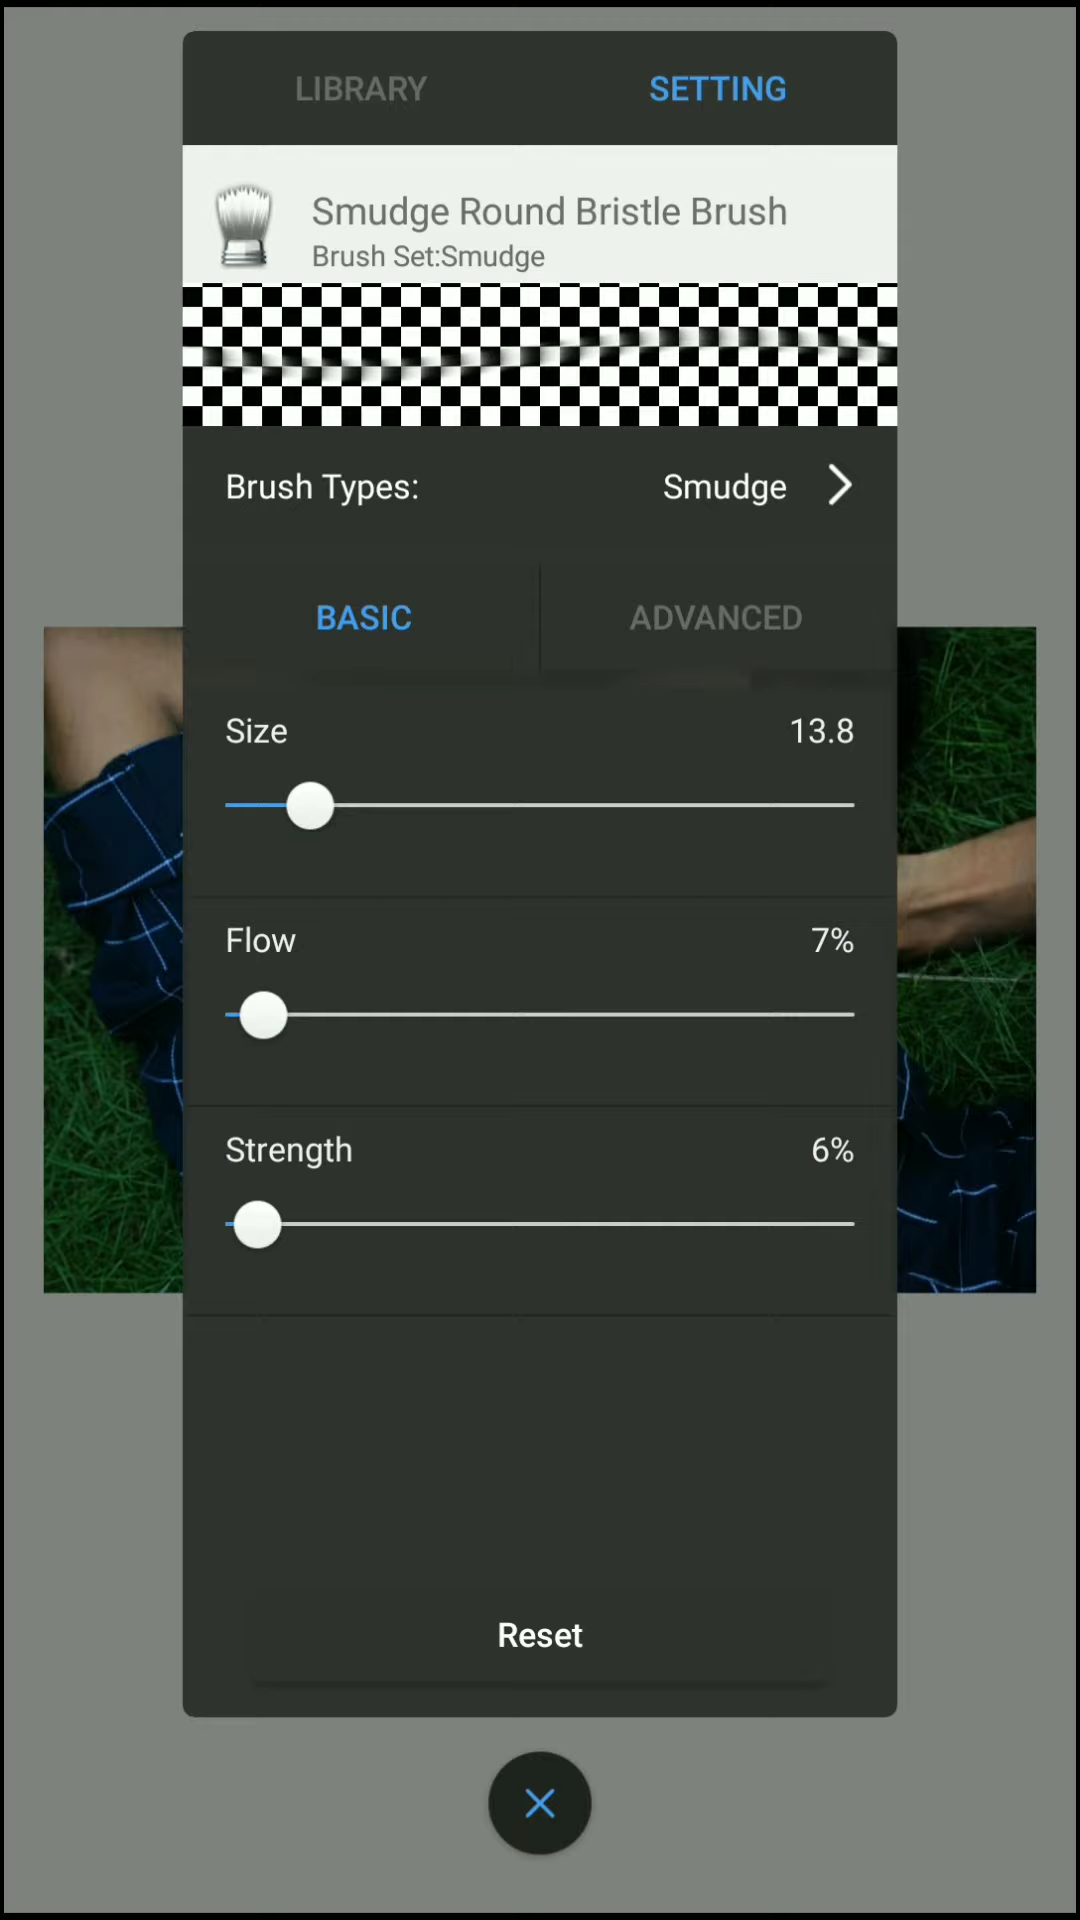 LIBRARY SETTING
Smudge Round Bristle Brush
Brush Set:Smudge
Brush Types: Smudge
BASIC ADVANCED
Size 13.8
Flow 7%
Strength 6%
Reset